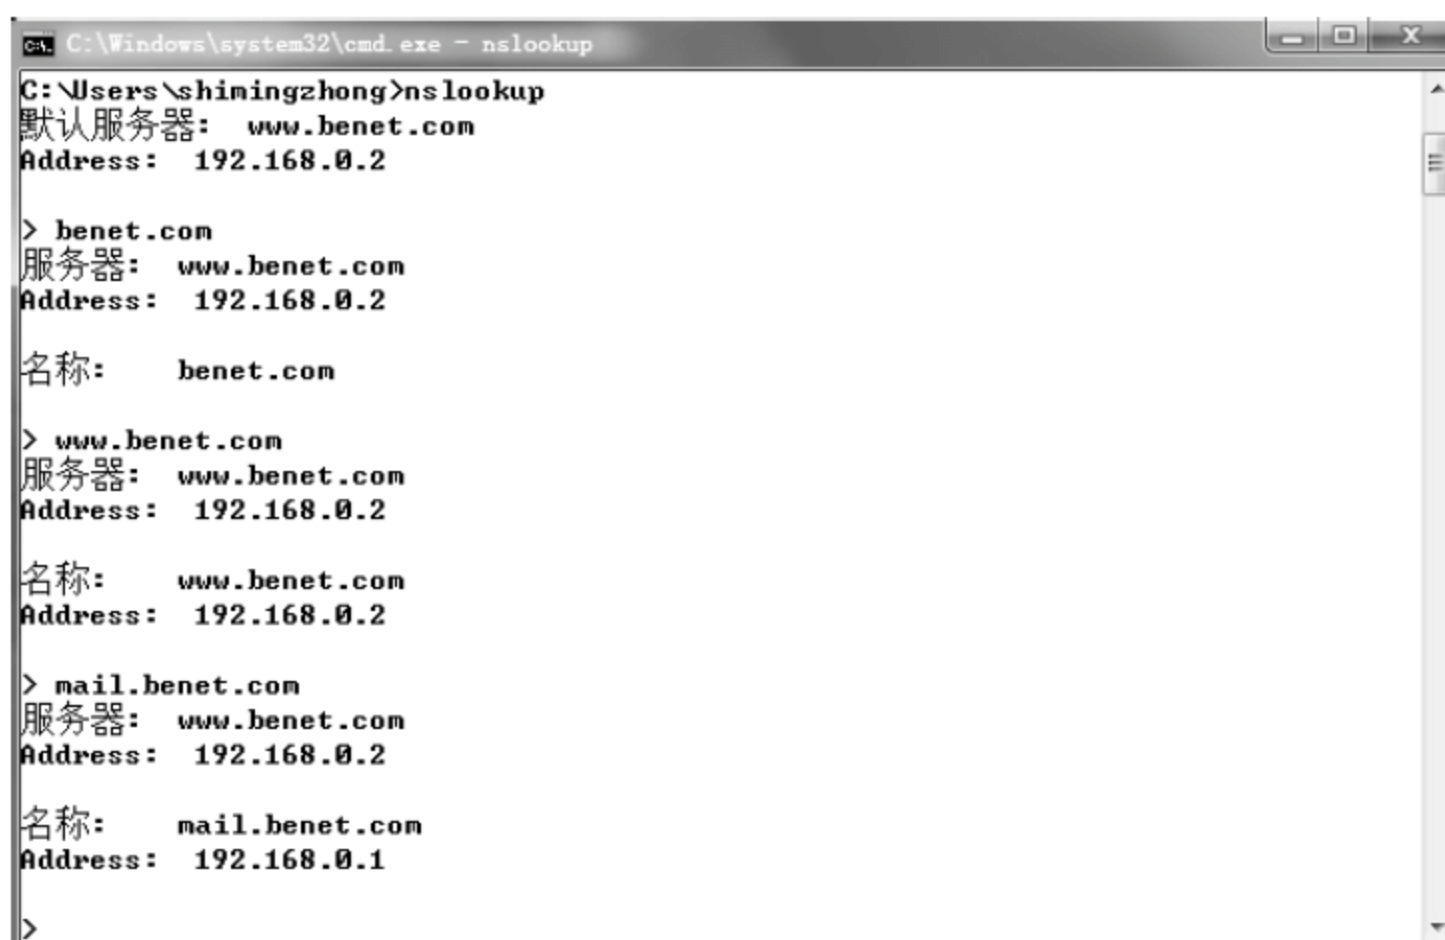 C:\Windows\system32\cmd.exe - nslookup
C:\Users\shimingzhong>nslookup
默认服务器:  www.benet.com
Address:  192.168.0.2
> benet.com
服务器:  www.benet.com
Address:  192.168.0.2
名称:    benet.com
> www.benet.com
服务器:  www.benet.com
Address:  192.168.0.2
名称:    www.benet.com
Address:  192.168.0.2
> mail.benet.com
服务器:  www.benet.com
Address:  192.168.0.2
名称:    mail.benet.com
Address:  192.168.0.1
>